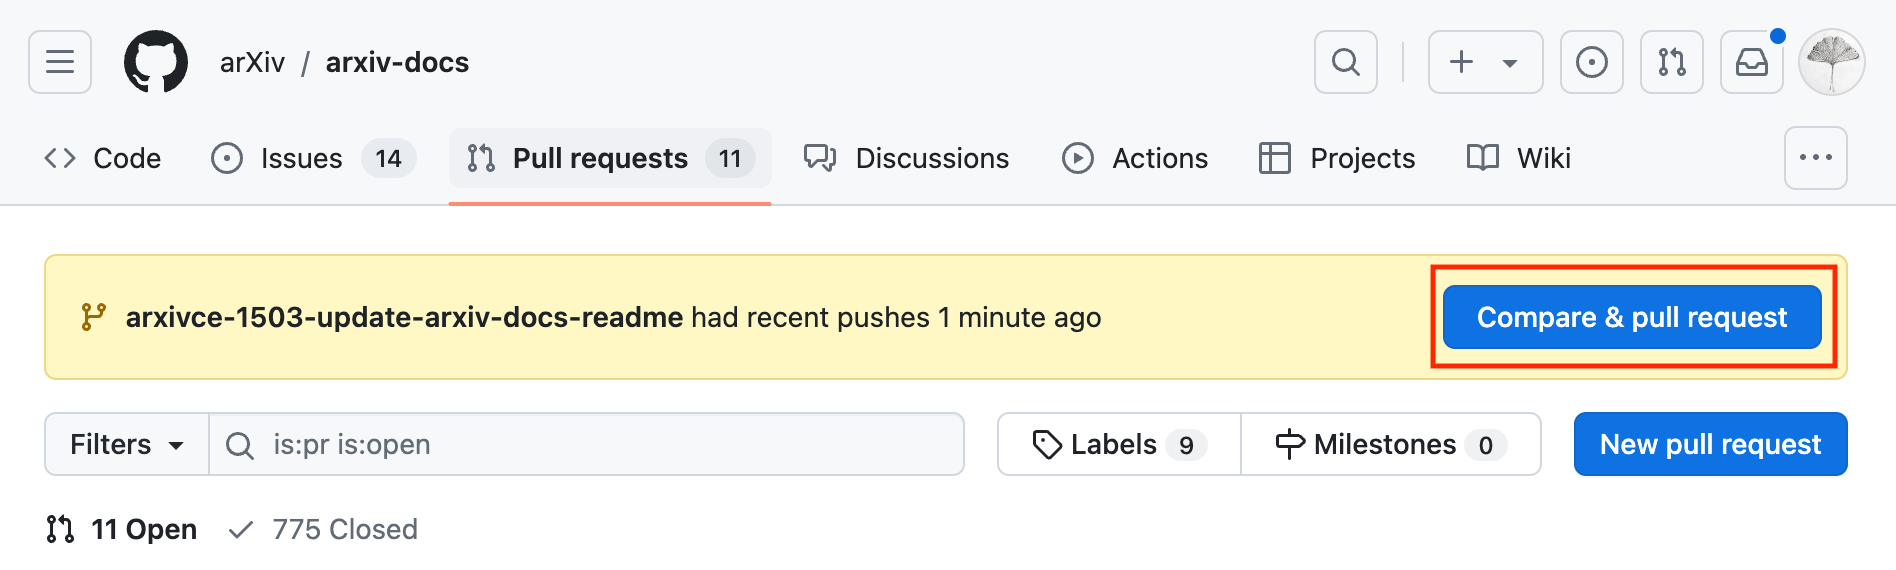 arXiv / arxiv-docs
Code Issues 14 Pull requests 11 Discussions Actions Projects Wiki
arxivce-1503-update-arxiv-docs-readme had recent pushes 1 minute ago Compare & pull request
Filters is:pr is:open Labels 9 Milestones 0 New pull request
11 Open 775 Closed